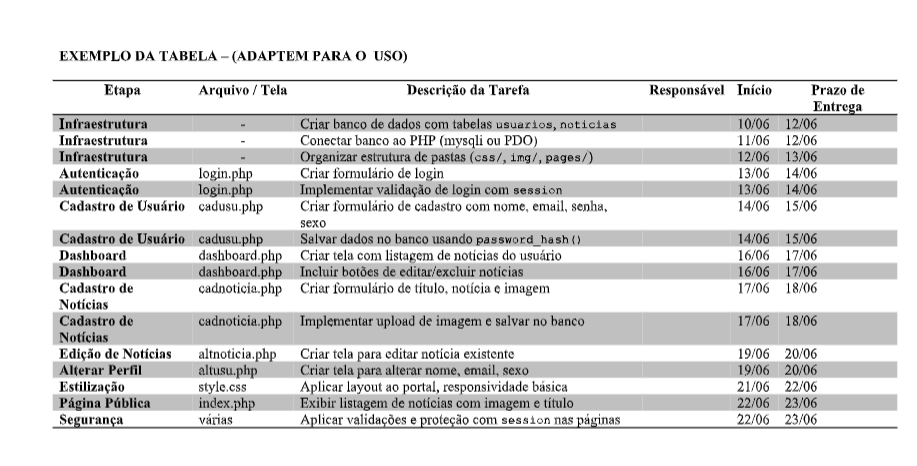 EXEMPLO DA TABELA – (ADAPTEM PARA O USO)
Etapa Arquivo / Tela Descrição da Tarefa Responsável Início Prazo de
Entrega
Infraestrutura - Criar banco de dados com tabelas usuarios, noticias 10/06 12/06
Infraestrutura - Conectar banco ao PHP (mysqli ou PDO) 11/06 12/06
Infraestrutura - Organizar estrutura de pastas (css/, img/, pages/) 12/06 13/06
Autenticação login.php Criar formulário de login 13/06 14/06
Autenticação login.php Implementar validação de login com session 13/06 14/06
Cadastro de Usuário cadusu.php Criar formulário de cadastro com nome, email, senha, 14/06 15/06
sexo
Cadastro de Usuário cadusu.php Salvar dados no banco usando password_hash() 14/06 15/06
Dashboard dashboard.php Criar tela com listagem de notícias do usuário 16/06 17/06
Dashboard dashboard.php Incluir botões de editar/excluir notícias 16/06 17/06
Cadastro de cadnoticia.php Criar formulário de título, notícia e imagem 17/06 18/06
Notícias
Cadastro de cadnoticia.php Implementar upload de imagem e salvar no banco 17/06 18/06
Notícias
Edição de Notícias altnoticia.php Criar tela para editar notícia existente 19/06 20/06
Alterar Perfil altusu.php Criar tela para alterar nome, email, sexo 19/06 20/06
Estilização style.css Aplicar layout ao portal, responsividade básica 21/06 22/06
Página Pública index.php Exibir listagem de notícias com imagem e título 22/06 23/06
Segurança várias Aplicar validações e proteção com session nas páginas 22/06 23/06